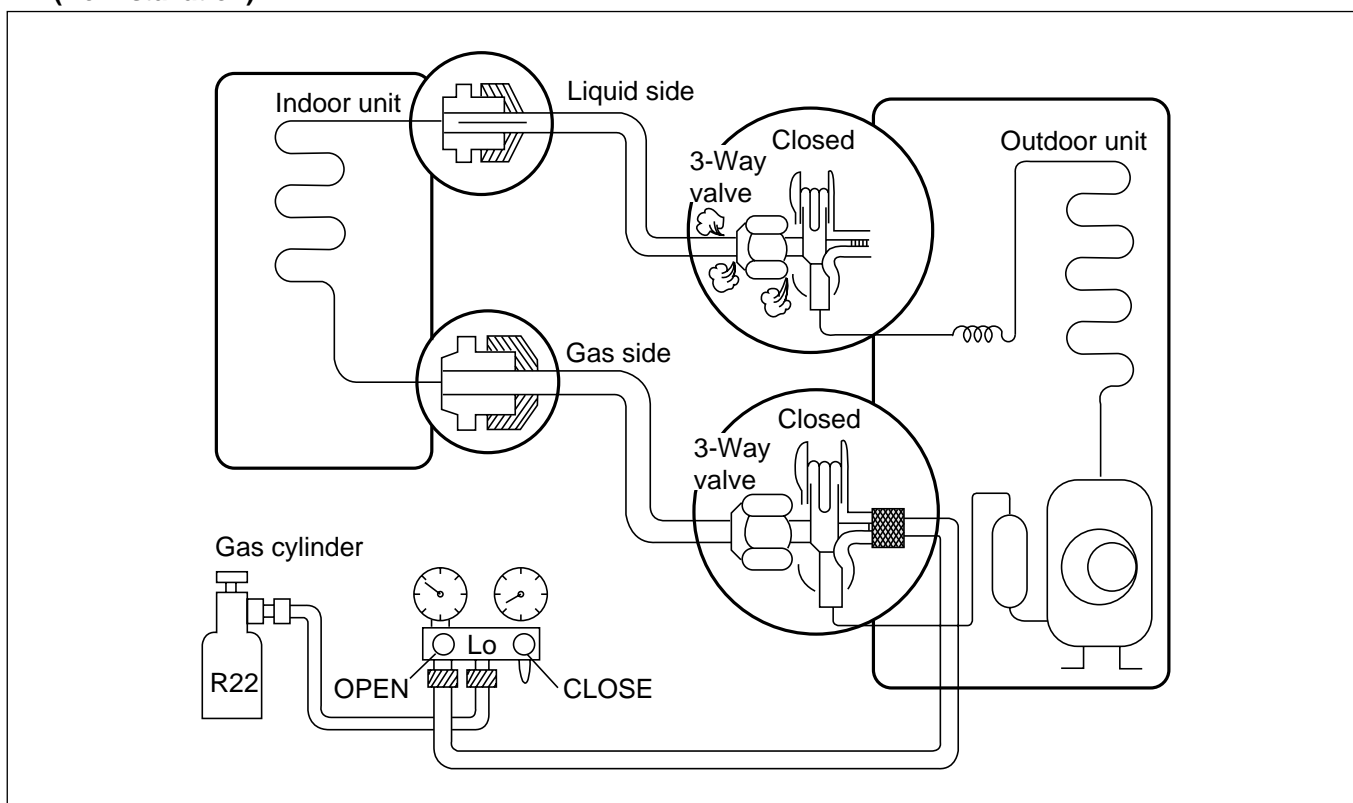 Indoor unit
Liquid side
Closed
3-Way
valve
Outdoor unit
Gas side
Closed
3-Way
valve
Gas cylinder
Lo
R22
OPEN
CLOSE